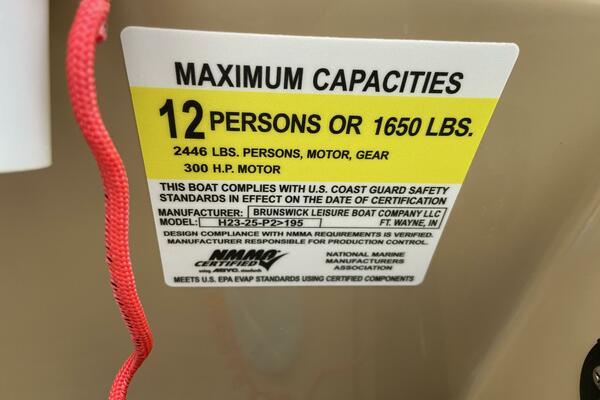 MAXIMUM CAPACITIES
12 PERSONS OR 1650 LBS.
2446 LBS. PERSONS, MOTOR, GEAR
300 H.P. MOTOR
THIS BOAT COMPLIES WITH U.S. COAST GUARD SAFETY
STANDARDS IN EFFECT ON THE DATE OF CERTIFICATION
MANUFACTURER: BRUNSWICK LEISURE BOAT COMPANY LLC
MODEL: H23-25-P2>195 FT. WAYNE, IN
DESIGN COMPLIANCE WITH NMMA REQUIREMENTS IS VERIFIED.
MANUFACTURER RESPONSIBLE FOR PRODUCTION CONTROL.
NMMA
CERTIFIED
using ABYC standards
NATIONAL MARINE
MANUFACTURERS
ASSOCIATION
MEETS U.S. EPA EVAP STANDARDS USING CERTIFIED COMPONENTS